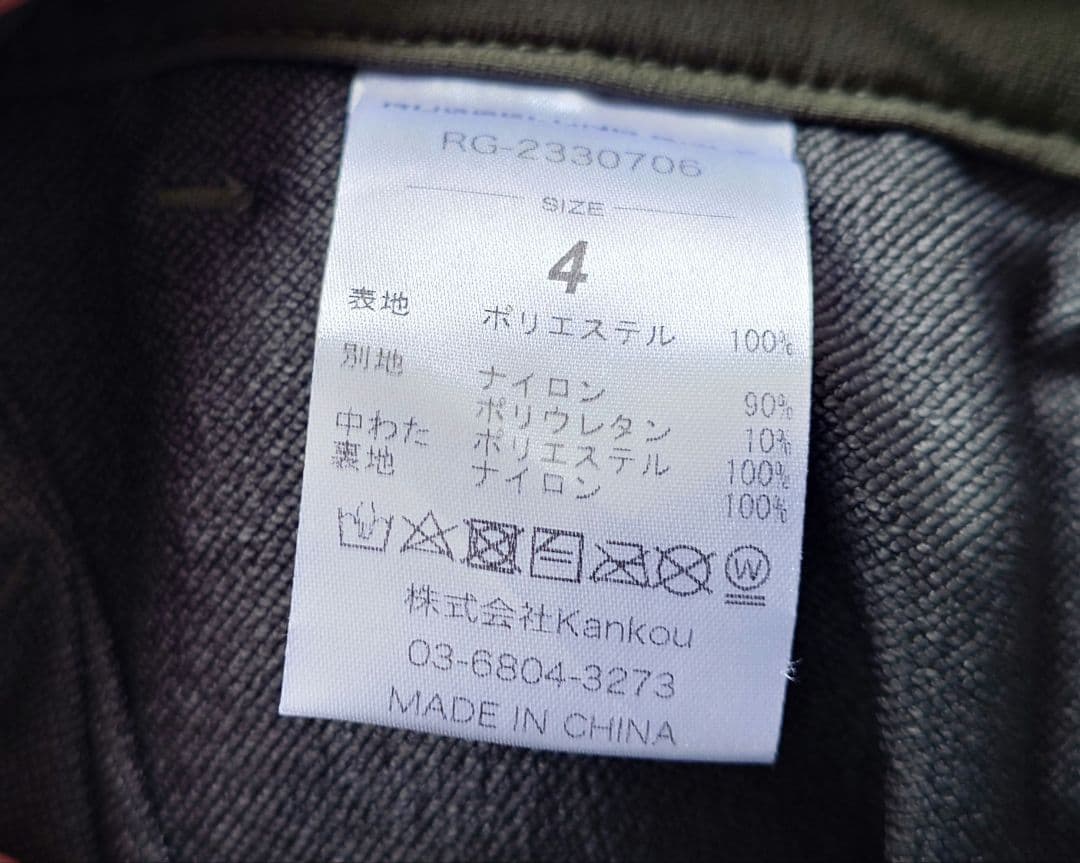 RG-2330706
SIZE
4
表地 ポリエステル 100%
別地 ナイロン 90%
ポリウレタン 10%
中わた ポリエステル 100%
裏地 ナイロン 100%
W
株式会社Kankou
03-6804-3273
MADE IN CHINA